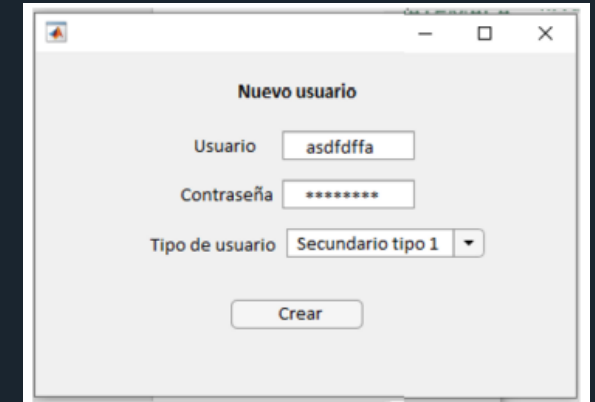 Nuevo usuario
Usuario asdfdffa
Contraseña ********
Tipo de usuario Secundario tipo 1
Crear